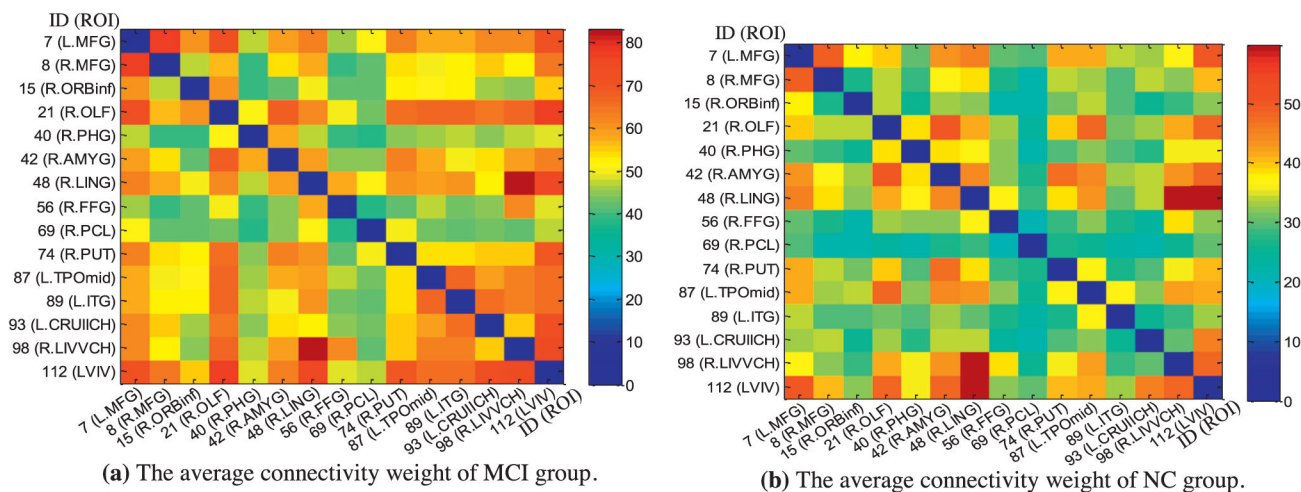 ID (ROI)
7 (L.MFG)
8 (R.MFG)
15 (R.ORBinf)
21 (R.OLF)
40 (R.PHG)
42 (R.AMYG)
48 (R.LING)
56 (R.FFG)
69 (R.PCL)
74 (R.PUT)
87 (L.TPOmid)
89 (L.ITG)
93 (L.CRUIICH)
98 (R.LIVVCH)
112 (LVIV)
7 (L.MFG)
8 (R.MFG)
15 (R.ORBinf)
21 (R.OLF)
40 (R.PHG)
42 (R.AMYG)
48 (R.LING)
56 (R.FFG)
69 (R.PCL)
74 (R.PUT)
87 (L.TPOmid)
89 (L.ITG)
93 (L.CRUIICH)
98 (R.LIVVCH)
112 (LVIV)
ID (ROI)
80
70
60
50
40
30
20
10
0
(a) The average connectivity weight of MCI group.
ID (ROI)
7 (L.MFG)
8 (R.MFG)
15 (R.ORBinf)
21 (R.OLF)
40 (R.PHG)
42 (R.AMYG)
48 (R.LING)
56 (R.FFG)
69 (R.PCL)
74 (R.PUT)
87 (L.TPOmid)
89 (L.ITG)
93 (L.CRUIICH)
98 (R.LIVVCH)
112 (LVIV)
7 (L.MFG)
8 (R.MFG)
15 (R.ORBinf)
21 (R.OLF)
40 (R.PHG)
42 (R.AMYG)
48 (R.LING)
56 (R.FFG)
69 (R.PCL)
74 (R.PUT)
87 (L.TPOmid)
89 (L.ITG)
93 (L.CRUIICH)
98 (R.LIVVCH)
112 (LVIV)
ID (ROI)
50
40
30
20
10
0
(b) The average connectivity weight of NC group.